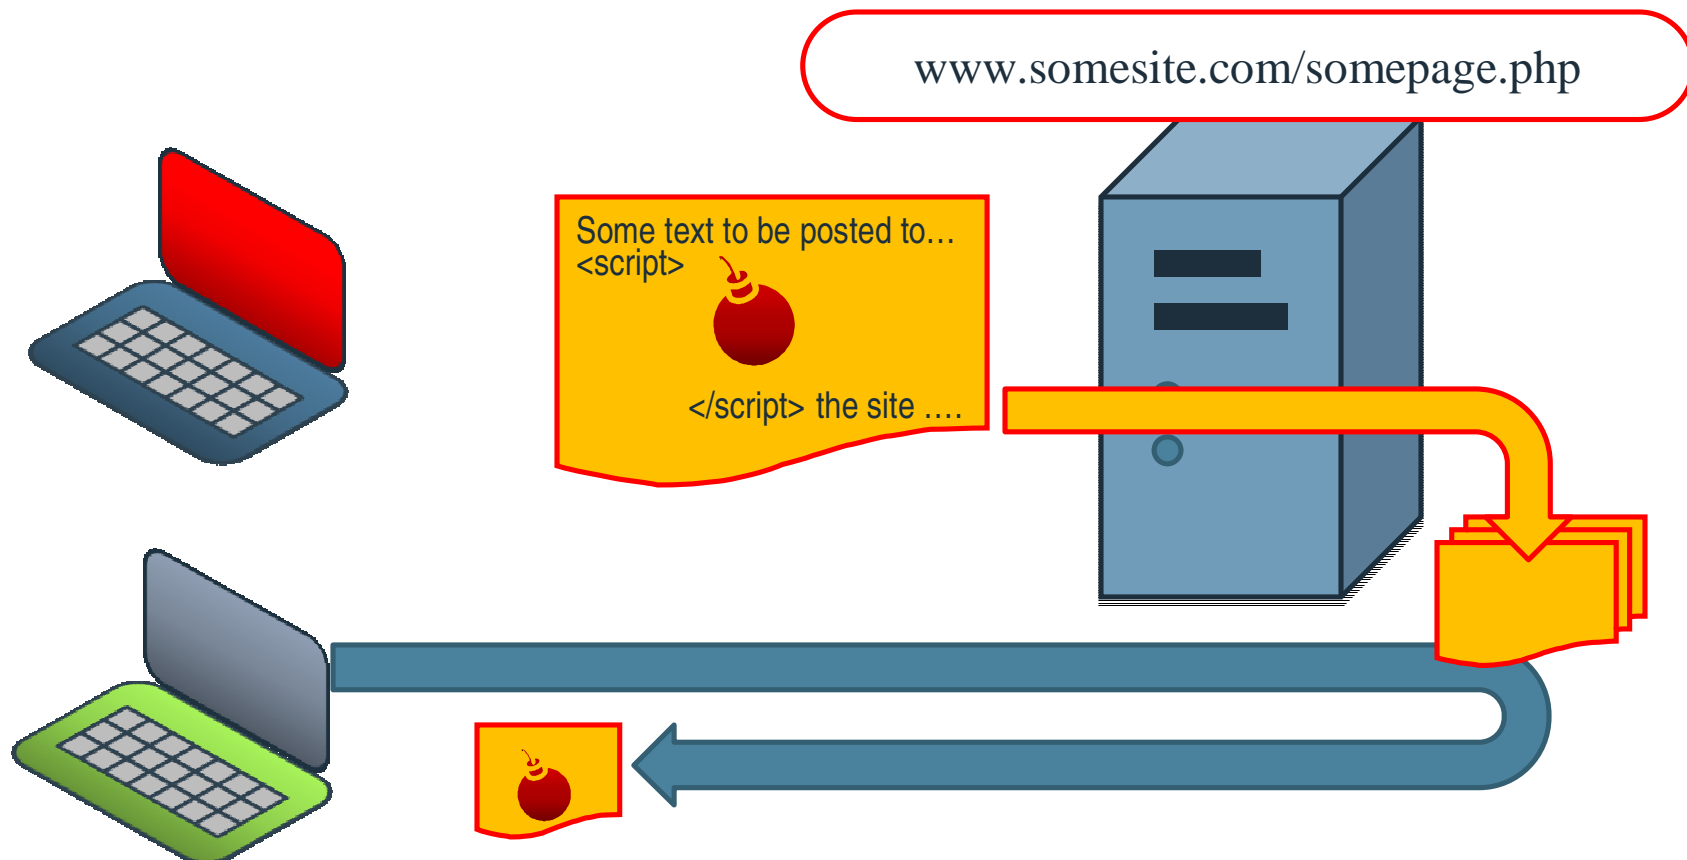 www.somesite.com/somepage.php
Some text to be posted to…
<script>
</script> the site ….